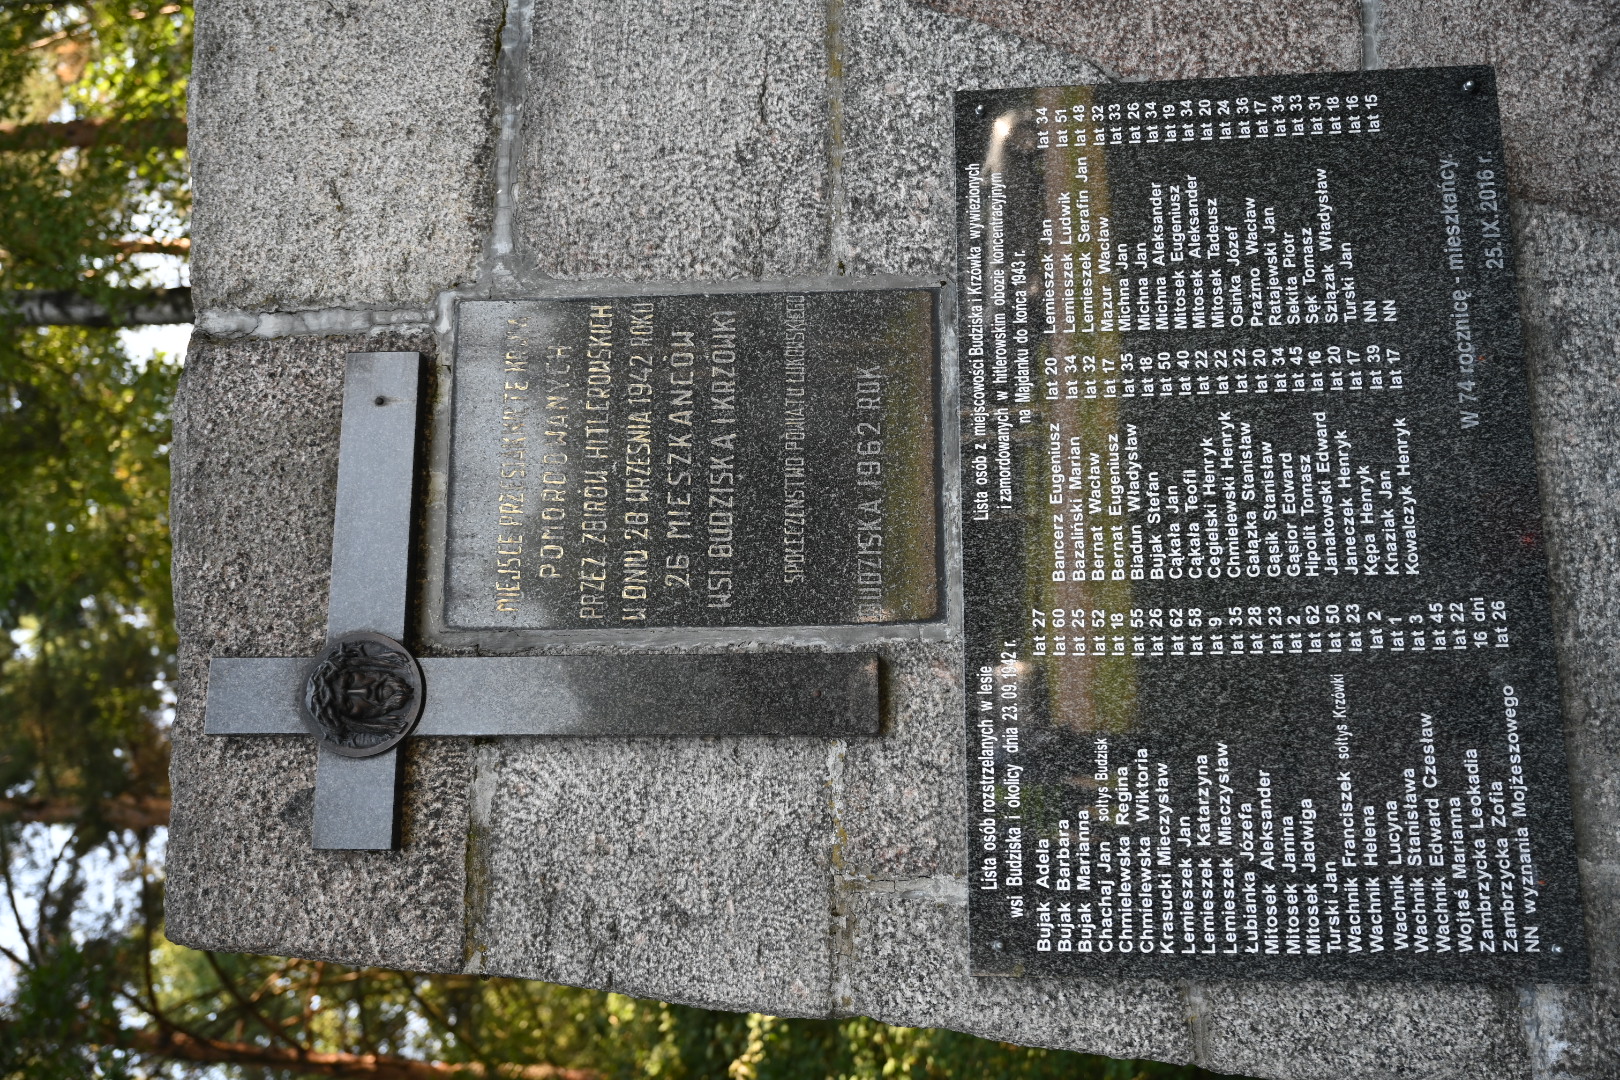 MIEJSCE PRZESIĄKNIĘTE KRWIĄ
POMORDOWANYCH
PRZEZ ZBIRÓW HITLEROWSKICH
W DNIU 28 WRZEŚNIA 1942 ROKU
26 MIESZKAŃCÓW
WSI BUDZISKA I KRZÓWKI
SPOŁECZEŃSTWO POWIATU ŁUKOWSKIEGO
BUDZISKA 1962 ROK
Lista osób rozstrzelanych w lesie
wsi Budziska i okolicy dnia 23. 09. 1942 r.
Bujak Adela lat 27
Bujak Barbara lat 60
Bujak Marianna lat 25
Chachaj Jan sołtys Budzisk lat 52
Chmielewska Regina lat 18
Chmielewska Wiktoria lat 55
Krasucki Mieczysław lat 26
Lemieszek Jan lat 62
Lemieszek Katarzyna lat 58
Lemieszek Mieczysław lat 9
Łubianka Józefa lat 35
Mitosek Aleksander lat 28
Mitosek Janina lat 23
Mitosek Jadwiga lat 2
Turski Jan lat 62
Wachnik Franciszek sołtys Krzówki lat 50
Wachnik Helena lat 23
Wachnik Lucyna lat 2
Wachnik Stanisława lat 1
Wachnik Edward Czesław lat 3
Wojtaś Marianna lat 45
Zambrzycka Leokadia lat 22
Zambrzycka Zofia 16 dni
NN wyznania Mojżeszowego lat 26
Lista osób z miejscowości Budziska i Krzówka wywiezionych
i zamordowanych w hitlerowskim obozie koncentracyjnym
na Majdanku do końca 1943 r.
Bancerz Eugeniusz lat 20
Bazaliński Marian lat 34
Bernat Wacław lat 32
Bernat Eugeniusz lat 17
Biadun Władysław lat 35
Bujak Stefan lat 18
Cąkała Jan lat 50
Cąkała Teofil lat 40
Cegielski Henryk lat 22
Chmielewski Henryk lat 22
Gałązka Stanisław lat 22
Gąsik Stanisław lat 20
Gąsior Edward lat 34
Hipolit Tomasz lat 45
Janakowski Edward lat 16
Janeczek Henryk lat 20
Kępa Henryk lat 17
Knaziak Jan lat 39
Kowalczyk Henryk lat 17
Lemieszek Jan lat 34
Lemieszek Ludwik lat 51
Lemieszek Serafin Jan lat 48
Mazur Wacław lat 32
Michna Jan lat 33
Michna Jan lat 26
Michna Aleksander lat 34
Mitosek Eugeniusz lat 19
Mitosek Aleksander lat 34
Mitosek Tadeusz lat 20
Osinka Józef lat 24
Prazmo Wacław lat 36
Ratajewski Jan lat 17
Sekita Piotr lat 34
Sęk Tomasz lat 33
Szlązak Władysław lat 31
Turski Jan lat 18
NN lat 16
NN lat 15
W 74 rocznicę - mieszkańcy
25.IX.2016 r.